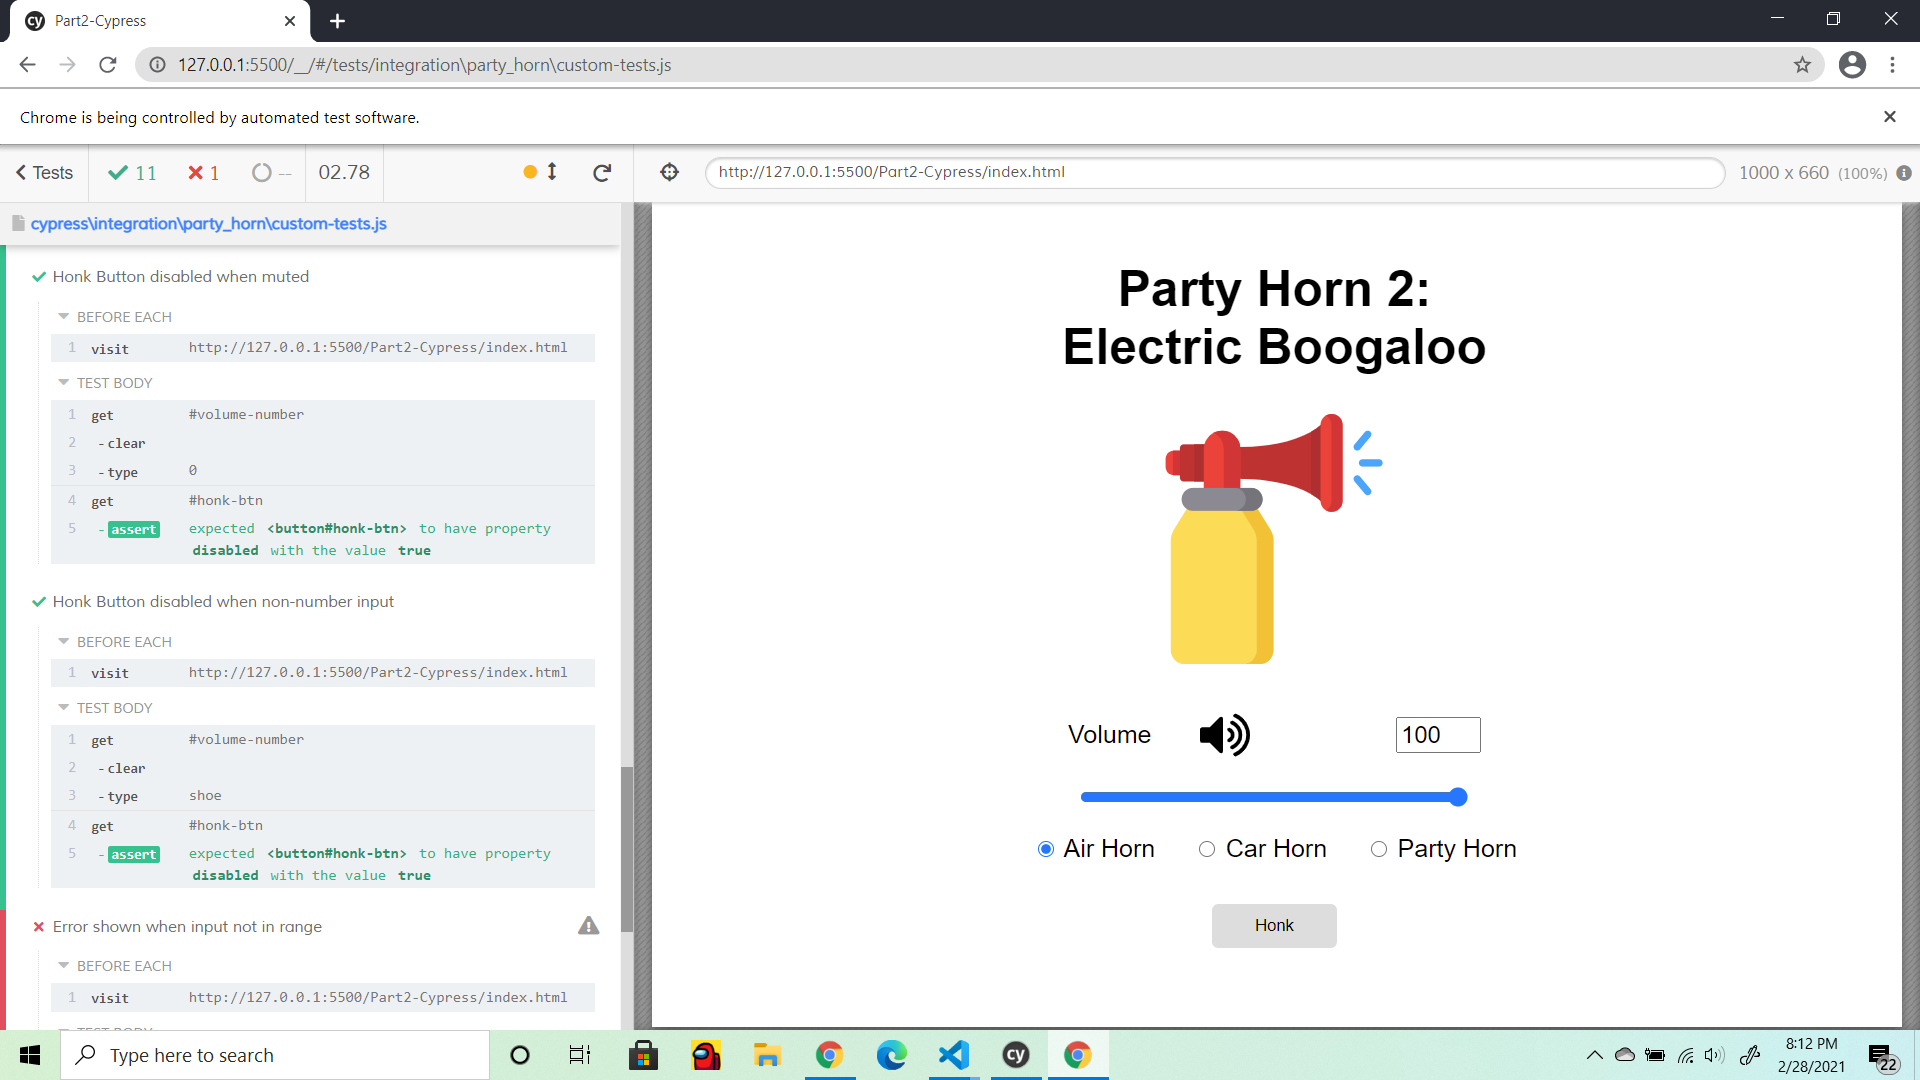 cy Part2-Cypress
127.0.0.1:5500/__/#/tests/integration\party_horn\custom-tests.js
Chrome is being controlled by automated test software.
Tests 11 1 -- 02.78
http://127.0.0.1:5500/Part2-Cypress/index.html
1000 x 660 (100%) i
cypress\integration\party_horn\custom-tests.js
Honk Button disabled when muted
BEFORE EACH
1 visit http://127.0.0.1:5500/Part2-Cypress/index.html
TEST BODY
1 get #volume-number
2 -clear
3 -type 0
4 get #honk-btn
5 -assert expected <button#honk-btn> to have property
disabled with the value true
Honk Button disabled when non-number input
BEFORE EACH
1 visit http://127.0.0.1:5500/Part2-Cypress/index.html
TEST BODY
1 get #volume-number
2 -clear
3 -type shoe
4 get #honk-btn
5 -assert expected <button#honk-btn> to have property
disabled with the value true
Error shown when input not in range
BEFORE EACH
1 visit http://127.0.0.1:5500/Part2-Cypress/index.html
TEST BODY
Party Horn 2:
Electric Boogaloo
Volume 100
Air Horn Car Horn Party Horn
Honk
Type here to search
cy
8:12 PM
2/28/2021
22